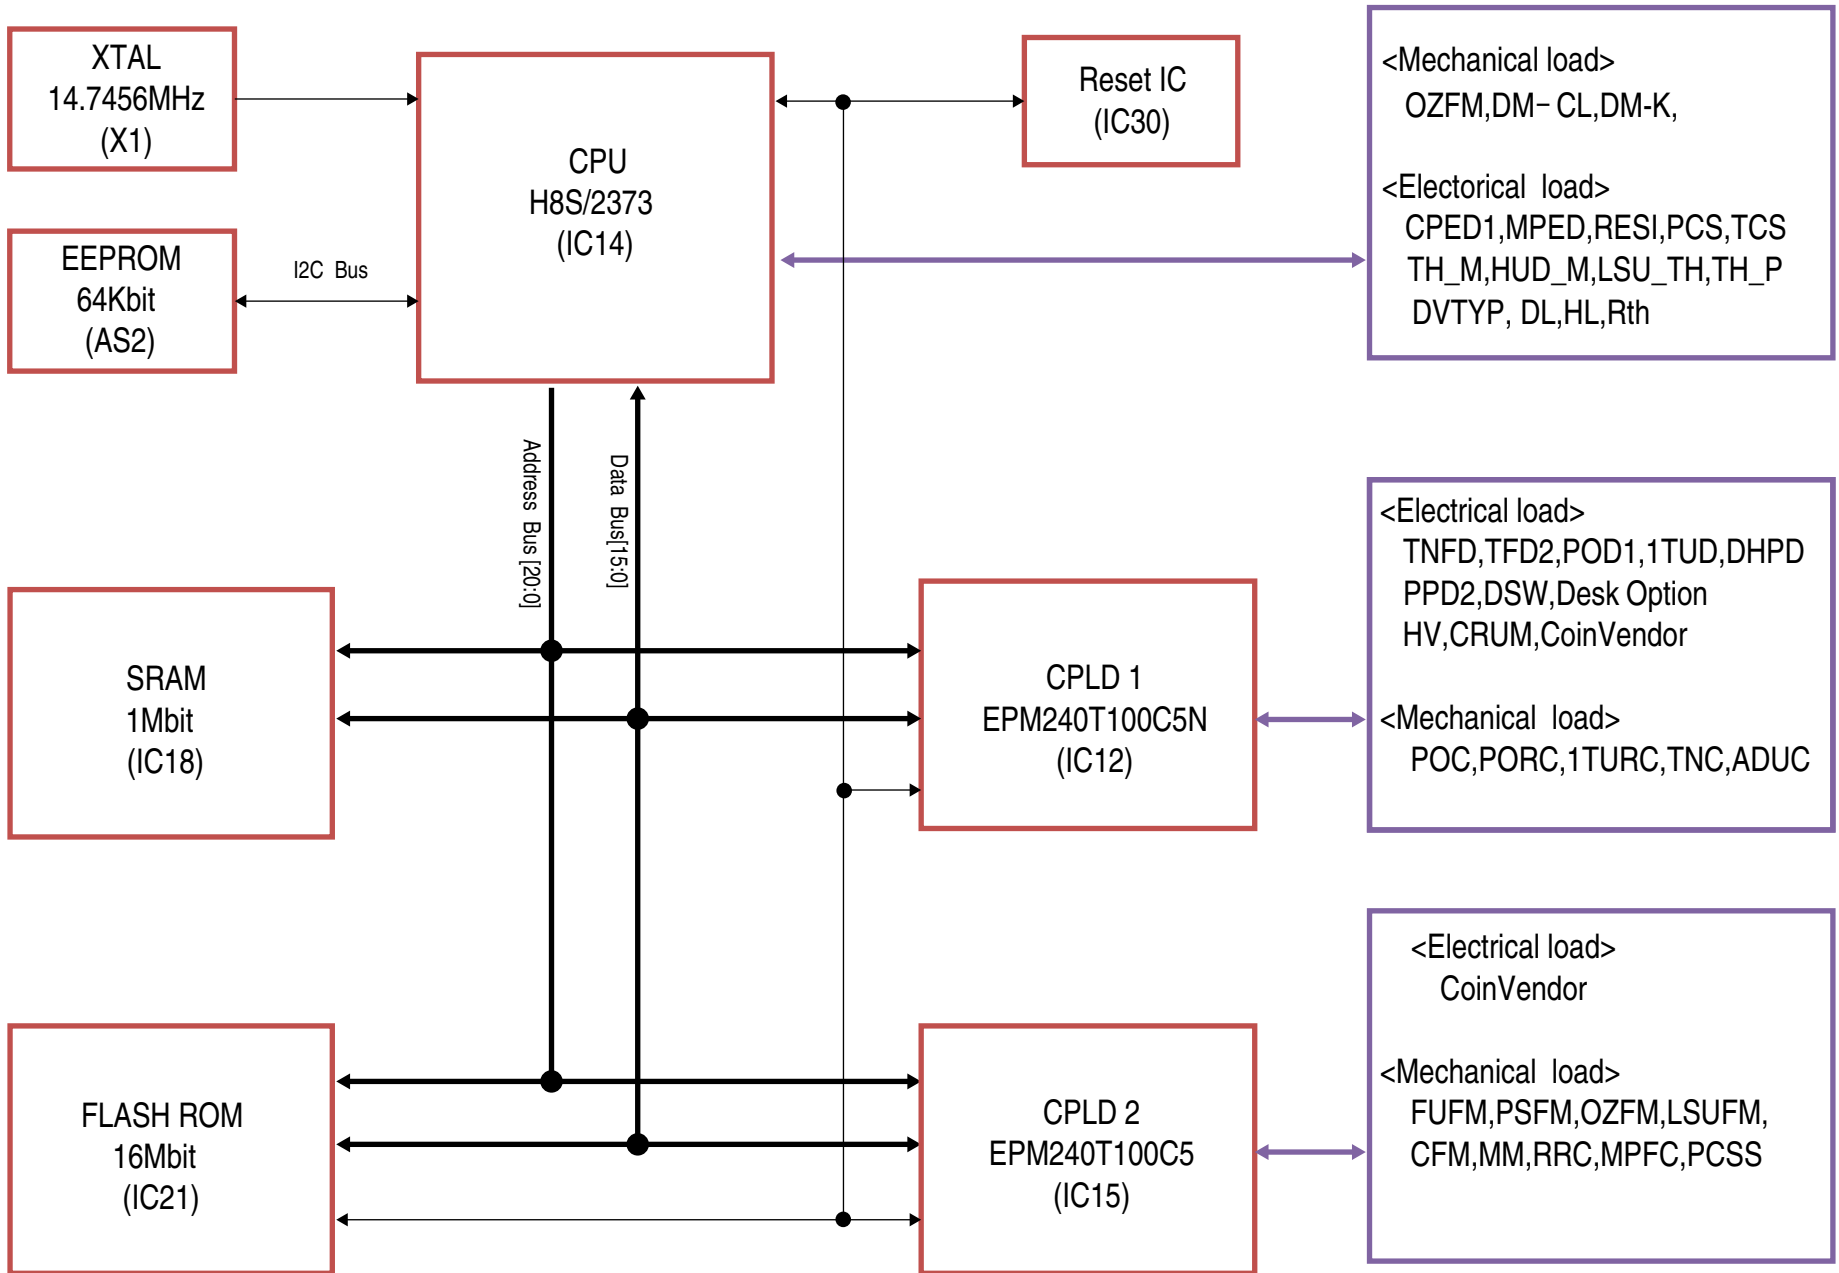 XTAL
14.7456MHz
(X1)
EEPROM
64Kbit
(AS2)
I2C Bus
CPU
H8S/2373
(IC14)
Reset IC
(IC30)
<Mechanical load>
OZFM,DM- CL,DM-K,
<Electorical load>
CPED1,MPED,RESI,PCS,TCS
TH_M,HUD_M,LSU_TH,TH_P
DVTYP, DL,HL,Rth
Address Bus [20:0]
Data Bus[15:0]
SRAM
1Mbit
(IC18)
CPLD 1
EPM240T100C5N
(IC12)
<Electrical load>
TNFD,TFD2,POD1,1TUD,DHPD
PPD2,DSW,Desk Option
HV,CRUM,CoinVendor
<Mechanical load>
POC,PORC,1TURC,TNC,ADUC
FLASH ROM
16Mbit
(IC21)
CPLD 2
EPM240T100C5
(IC15)
<Electrical load>
CoinVendor
<Mechanical load>
FUFM,PSFM,OZFM,LSUFM,
CFM,MM,RRC,MPFC,PCSS